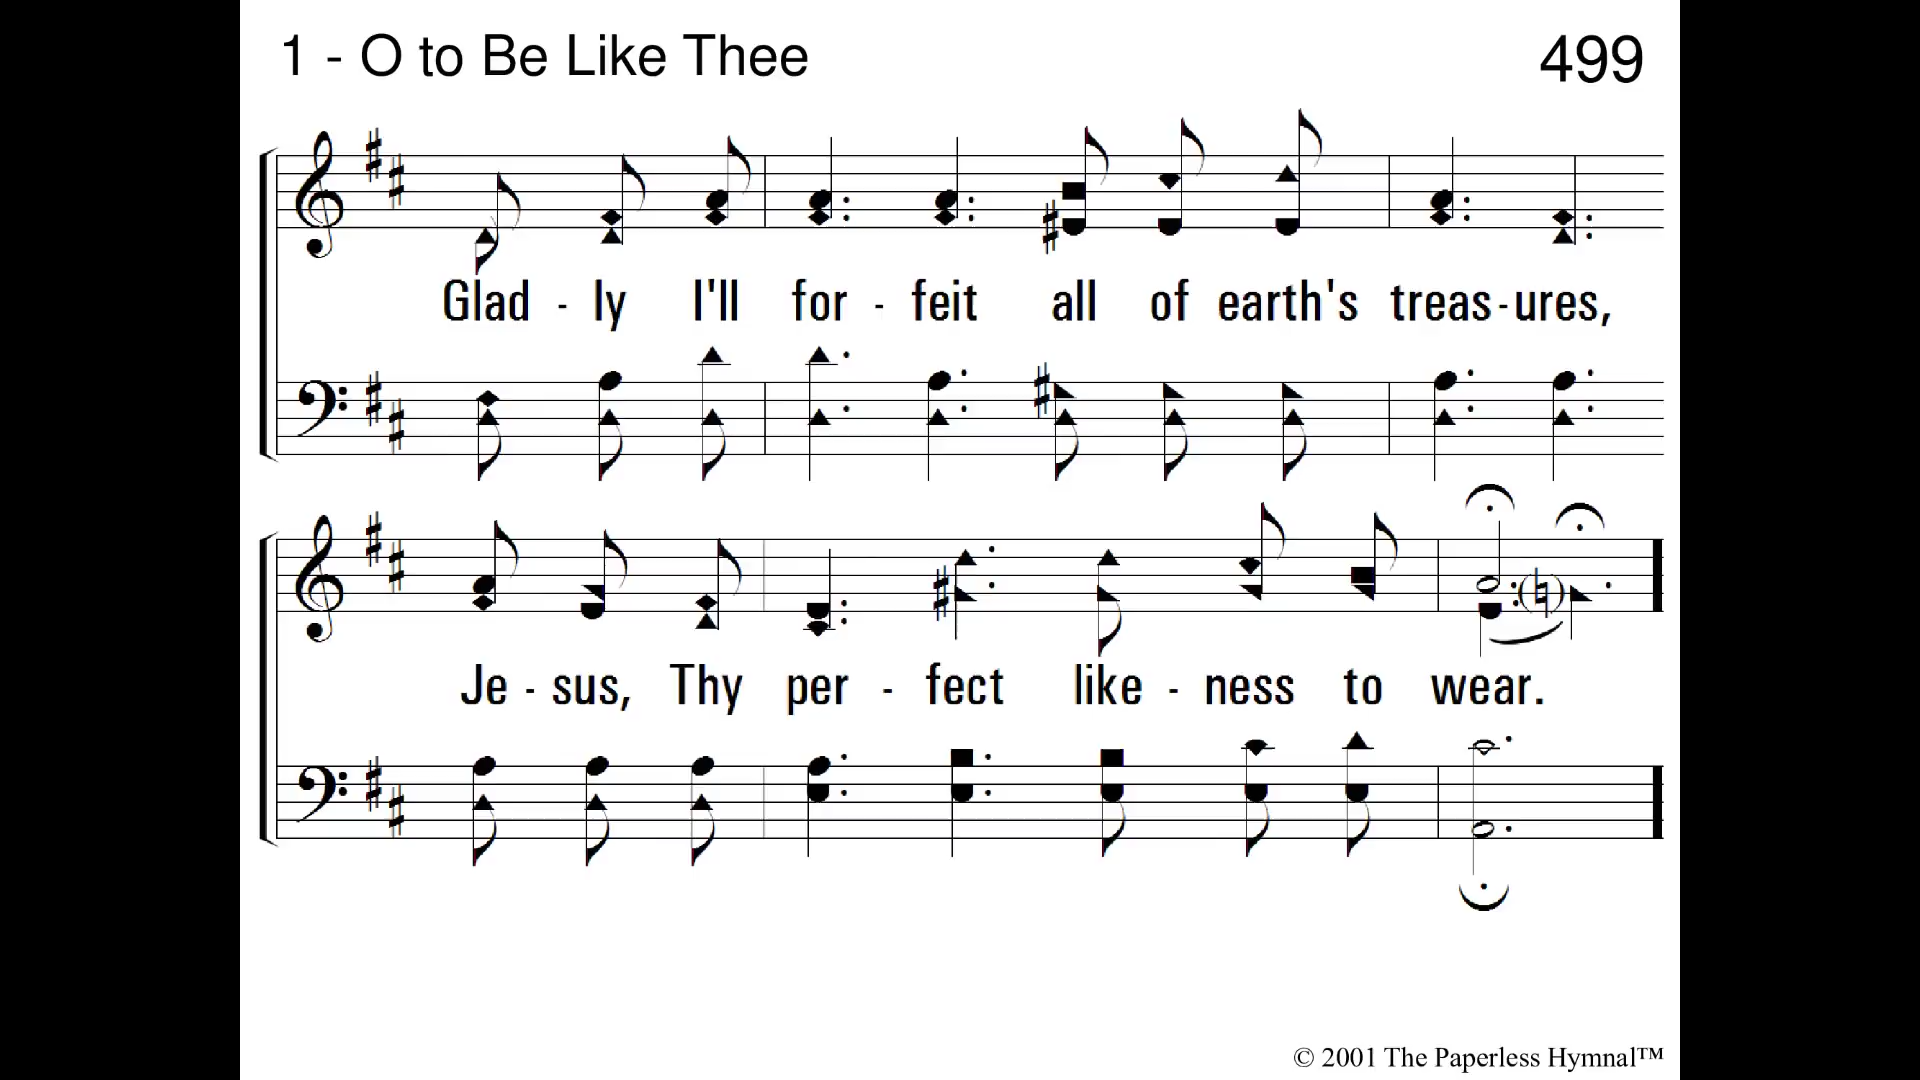 1 - O to Be Like Thee
499
Glad - ly I'll for - feit all of earth's treas-ures,
Je - sus, Thy per - fect like - ness to wear.
© 2001 The Paperless Hymnal™